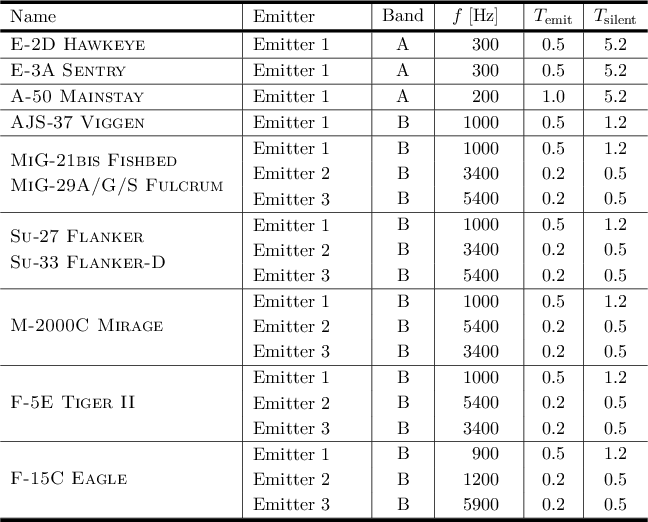 Name Emitter Band f [Hz] T_emit T_silent
E-2D Hawkeye Emitter 1 A 300 0.5 5.2
E-3A Sentry Emitter 1 A 300 0.5 5.2
A-50 Mainstay Emitter 1 A 200 1.0 5.2
AJS-37 Viggen Emitter 1 B 1000 0.5 1.2
MiG-21bis Fishbed
MiG-29A/G/S Fulcrum
Emitter 1 B 1000 0.5 1.2
Emitter 2 B 3400 0.2 0.5
Emitter 3 B 5400 0.2 0.5
Su-27 Flanker
Su-33 Flanker-D
Emitter 1 B 1000 0.5 1.2
Emitter 2 B 3400 0.2 0.5
Emitter 3 B 5400 0.2 0.5
M-2000C Mirage
Emitter 1 B 1000 0.5 1.2
Emitter 2 B 5400 0.2 0.5
Emitter 3 B 3400 0.2 0.5
F-5E Tiger II
Emitter 1 B 1000 0.5 1.2
Emitter 2 B 5400 0.2 0.5
Emitter 3 B 3400 0.2 0.5
F-15C Eagle
Emitter 1 B 900 0.5 1.2
Emitter 2 B 1200 0.2 0.5
Emitter 3 B 5900 0.2 0.5